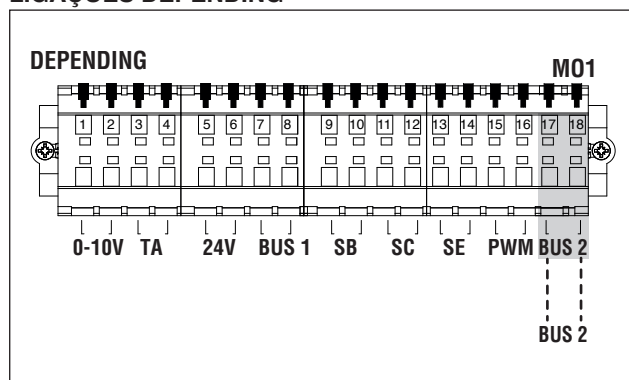 DEPENDING
M01
1 2 3 4 5 6 7 8 9 10 11 12 13 14 15 16 17 18
0-10V TA 24V BUS 1 SB SC SE PWM BUS 2
BUS 2